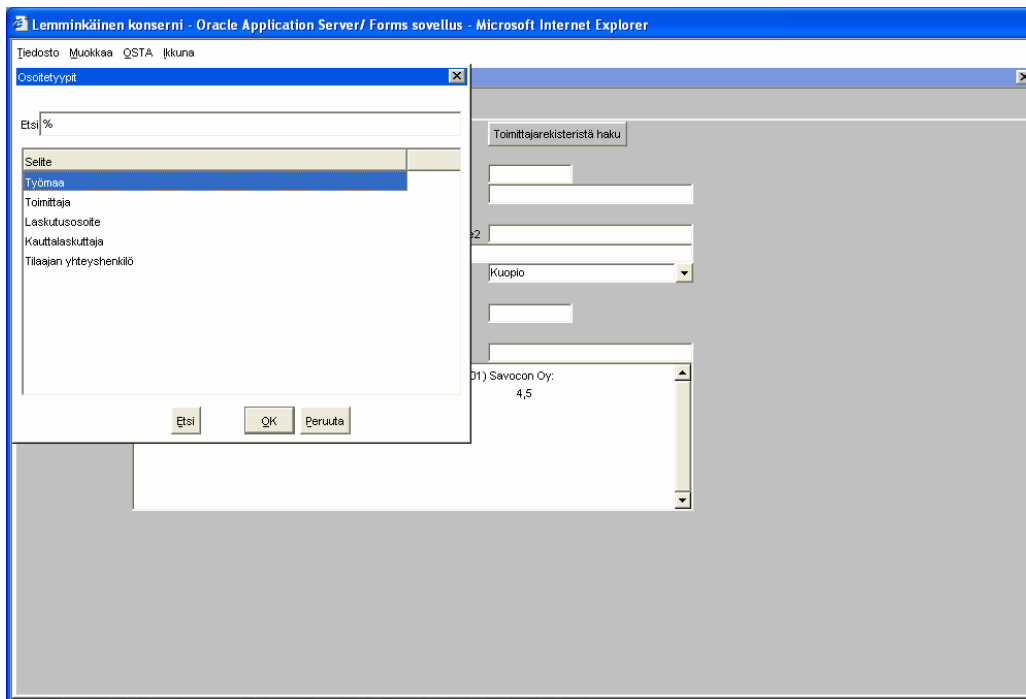 Lemminkäinen konserni - Oracle Application Server/ Forms sovellus - Microsoft Internet Explorer
Tiedosto Muokkaa OSTA Ikkuna
Osoitetyypit
Etsi %
Toimittajarekisteristä haku
Selite
Työmaa
Toimittaja
Laskutusosoite
Kauttalaskuttaja
e2
Tilaajan yhteyshenkilö
Kuopio
01) Savocon Oy:
4,5
Etsi OK Peruuta